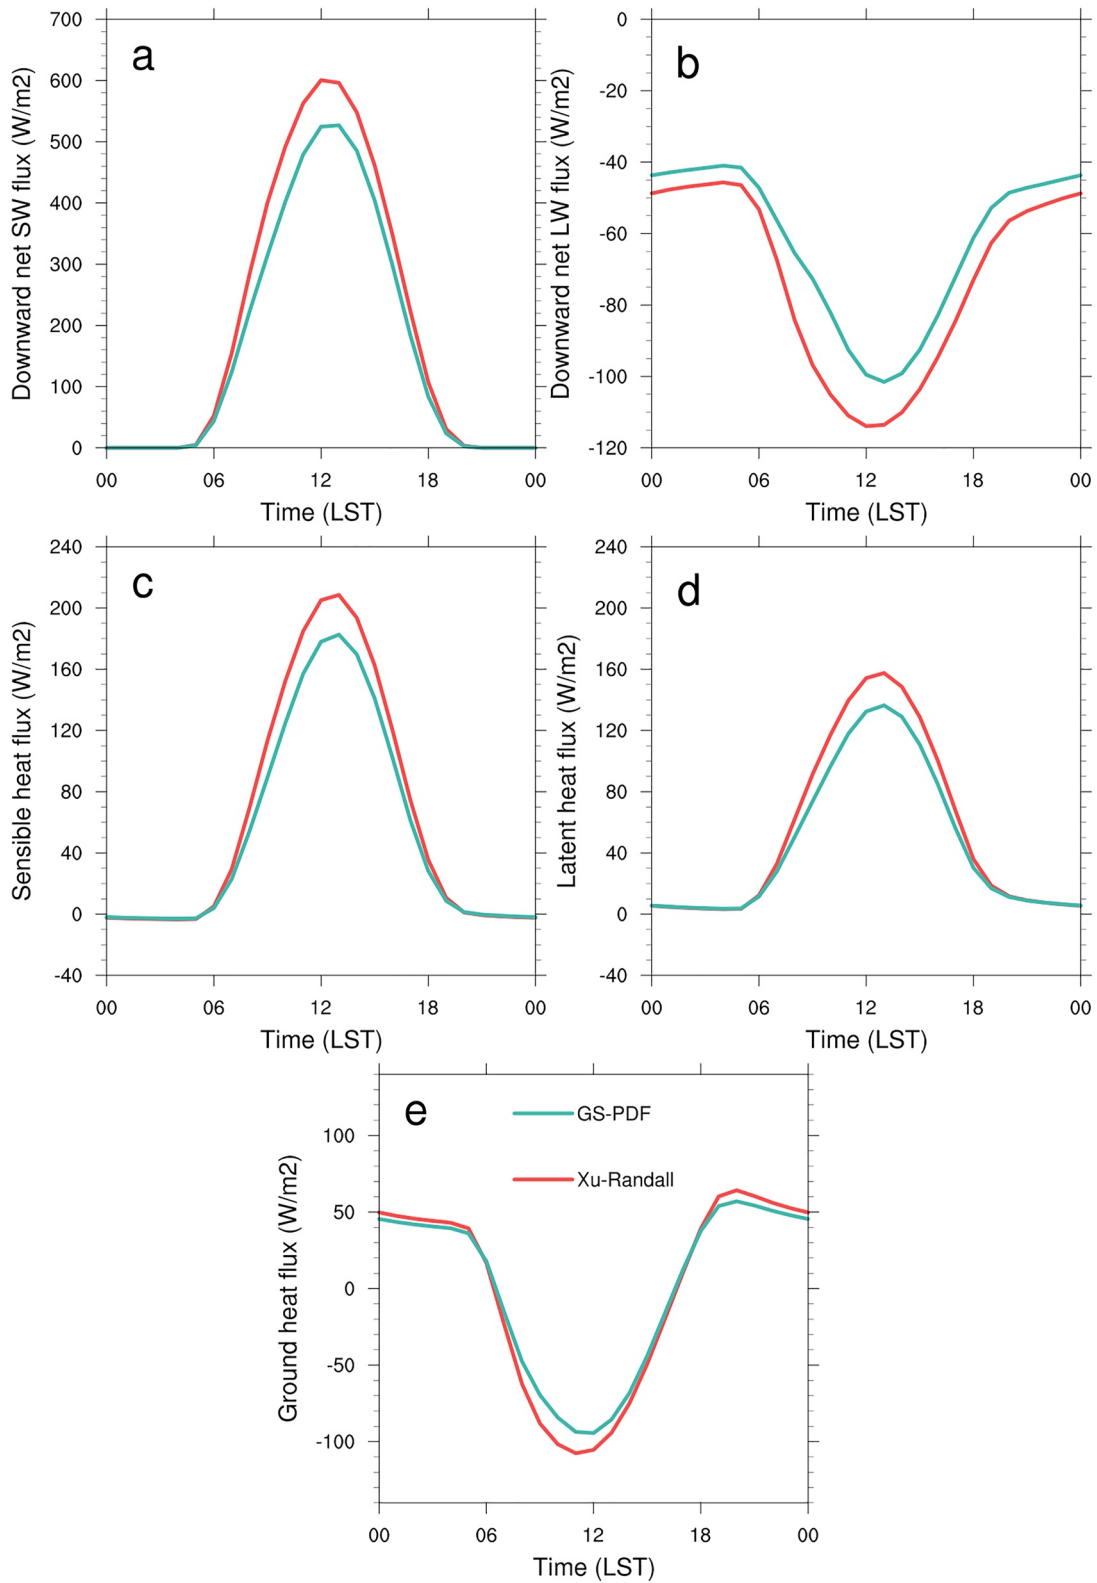 a
Downward net SW flux (W/m2)
700
600
500
400
300
200
100
0
00 06 12 18 00
Time (LST)
b
Downward net LW flux (W/m2)
0
-20
-40
-60
-80
-100
-120
00 06 12 18 00
Time (LST)
c
Sensible heat flux (W/m2)
240
200
160
120
80
40
0
-40
00 06 12 18 00
Time (LST)
d
Latent heat flux (W/m2)
240
200
160
120
80
40
0
-40
00 06 12 18 00
Time (LST)
e
GS-PDF
Xu-Randall
Ground heat flux (W/m2)
100
50
0
-50
-100
00 06 12 18 00
Time (LST)